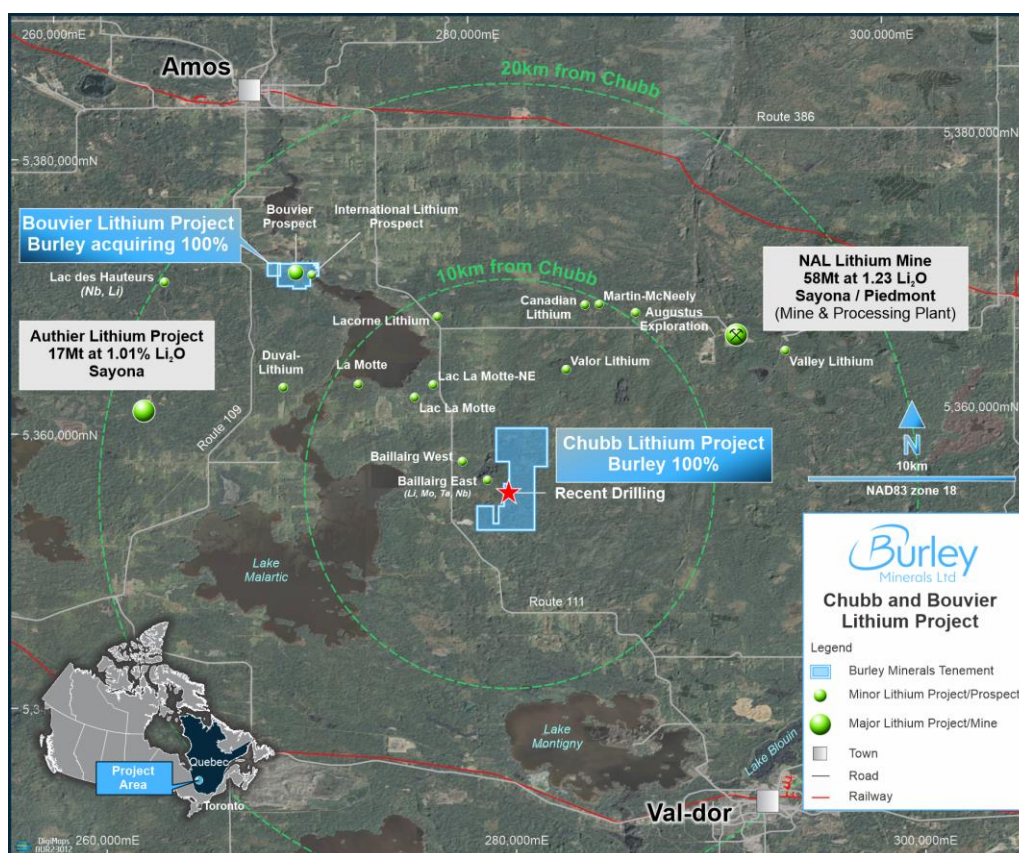 260,000mE
280,000mE
300,000mE
Amos
20km from Chubb
Route 386
5,380,000mN
5,380,000mN
Bouvier Lithium Project
Burley acquiring 100%
Bouvier
Prospect
International Lithium
Prospect
Lac des Hauteurs
(Nb, Li)
10km from Chubb
NAL Lithium Mine
58Mt at 1.23 Li₂O
Sayona / Piedmont
(Mine & Processing Plant)
Canadian
Lithium
Martin-McNeely
Augustus
Exploration
Lacorne Lithium
Authier Lithium Project
17Mt at 1.01% Li₂O
Sayona
Duval-
Lithium
La Motte
Lac La Motte-NE
Lac La Motte
Valor Lithium
Valley Lithium
Route 109
5,360,000mN
5,360,000mN
N
10km
NAD83 zone 18
Baillairg West
Baillairg East
(Li, Mo, Ta, Nb)
Chubb Lithium Project
Burley 100%
Recent Drilling
Lake
Malartic
Route 111
Burley
Minerals Ltd
Chubb and Bouvier
Lithium Project
Legend
Burley Minerals Tenement
Minor Lithium Project/Prospect
Major Lithium Project/Mine
Town
Road
Railway
Lake
Montigny
Lake Blouin
Val-dor
Quebec
Project
Area
Toronto
DigiMaps
BUR23012
260,000mE
280,000mE
300,000mE